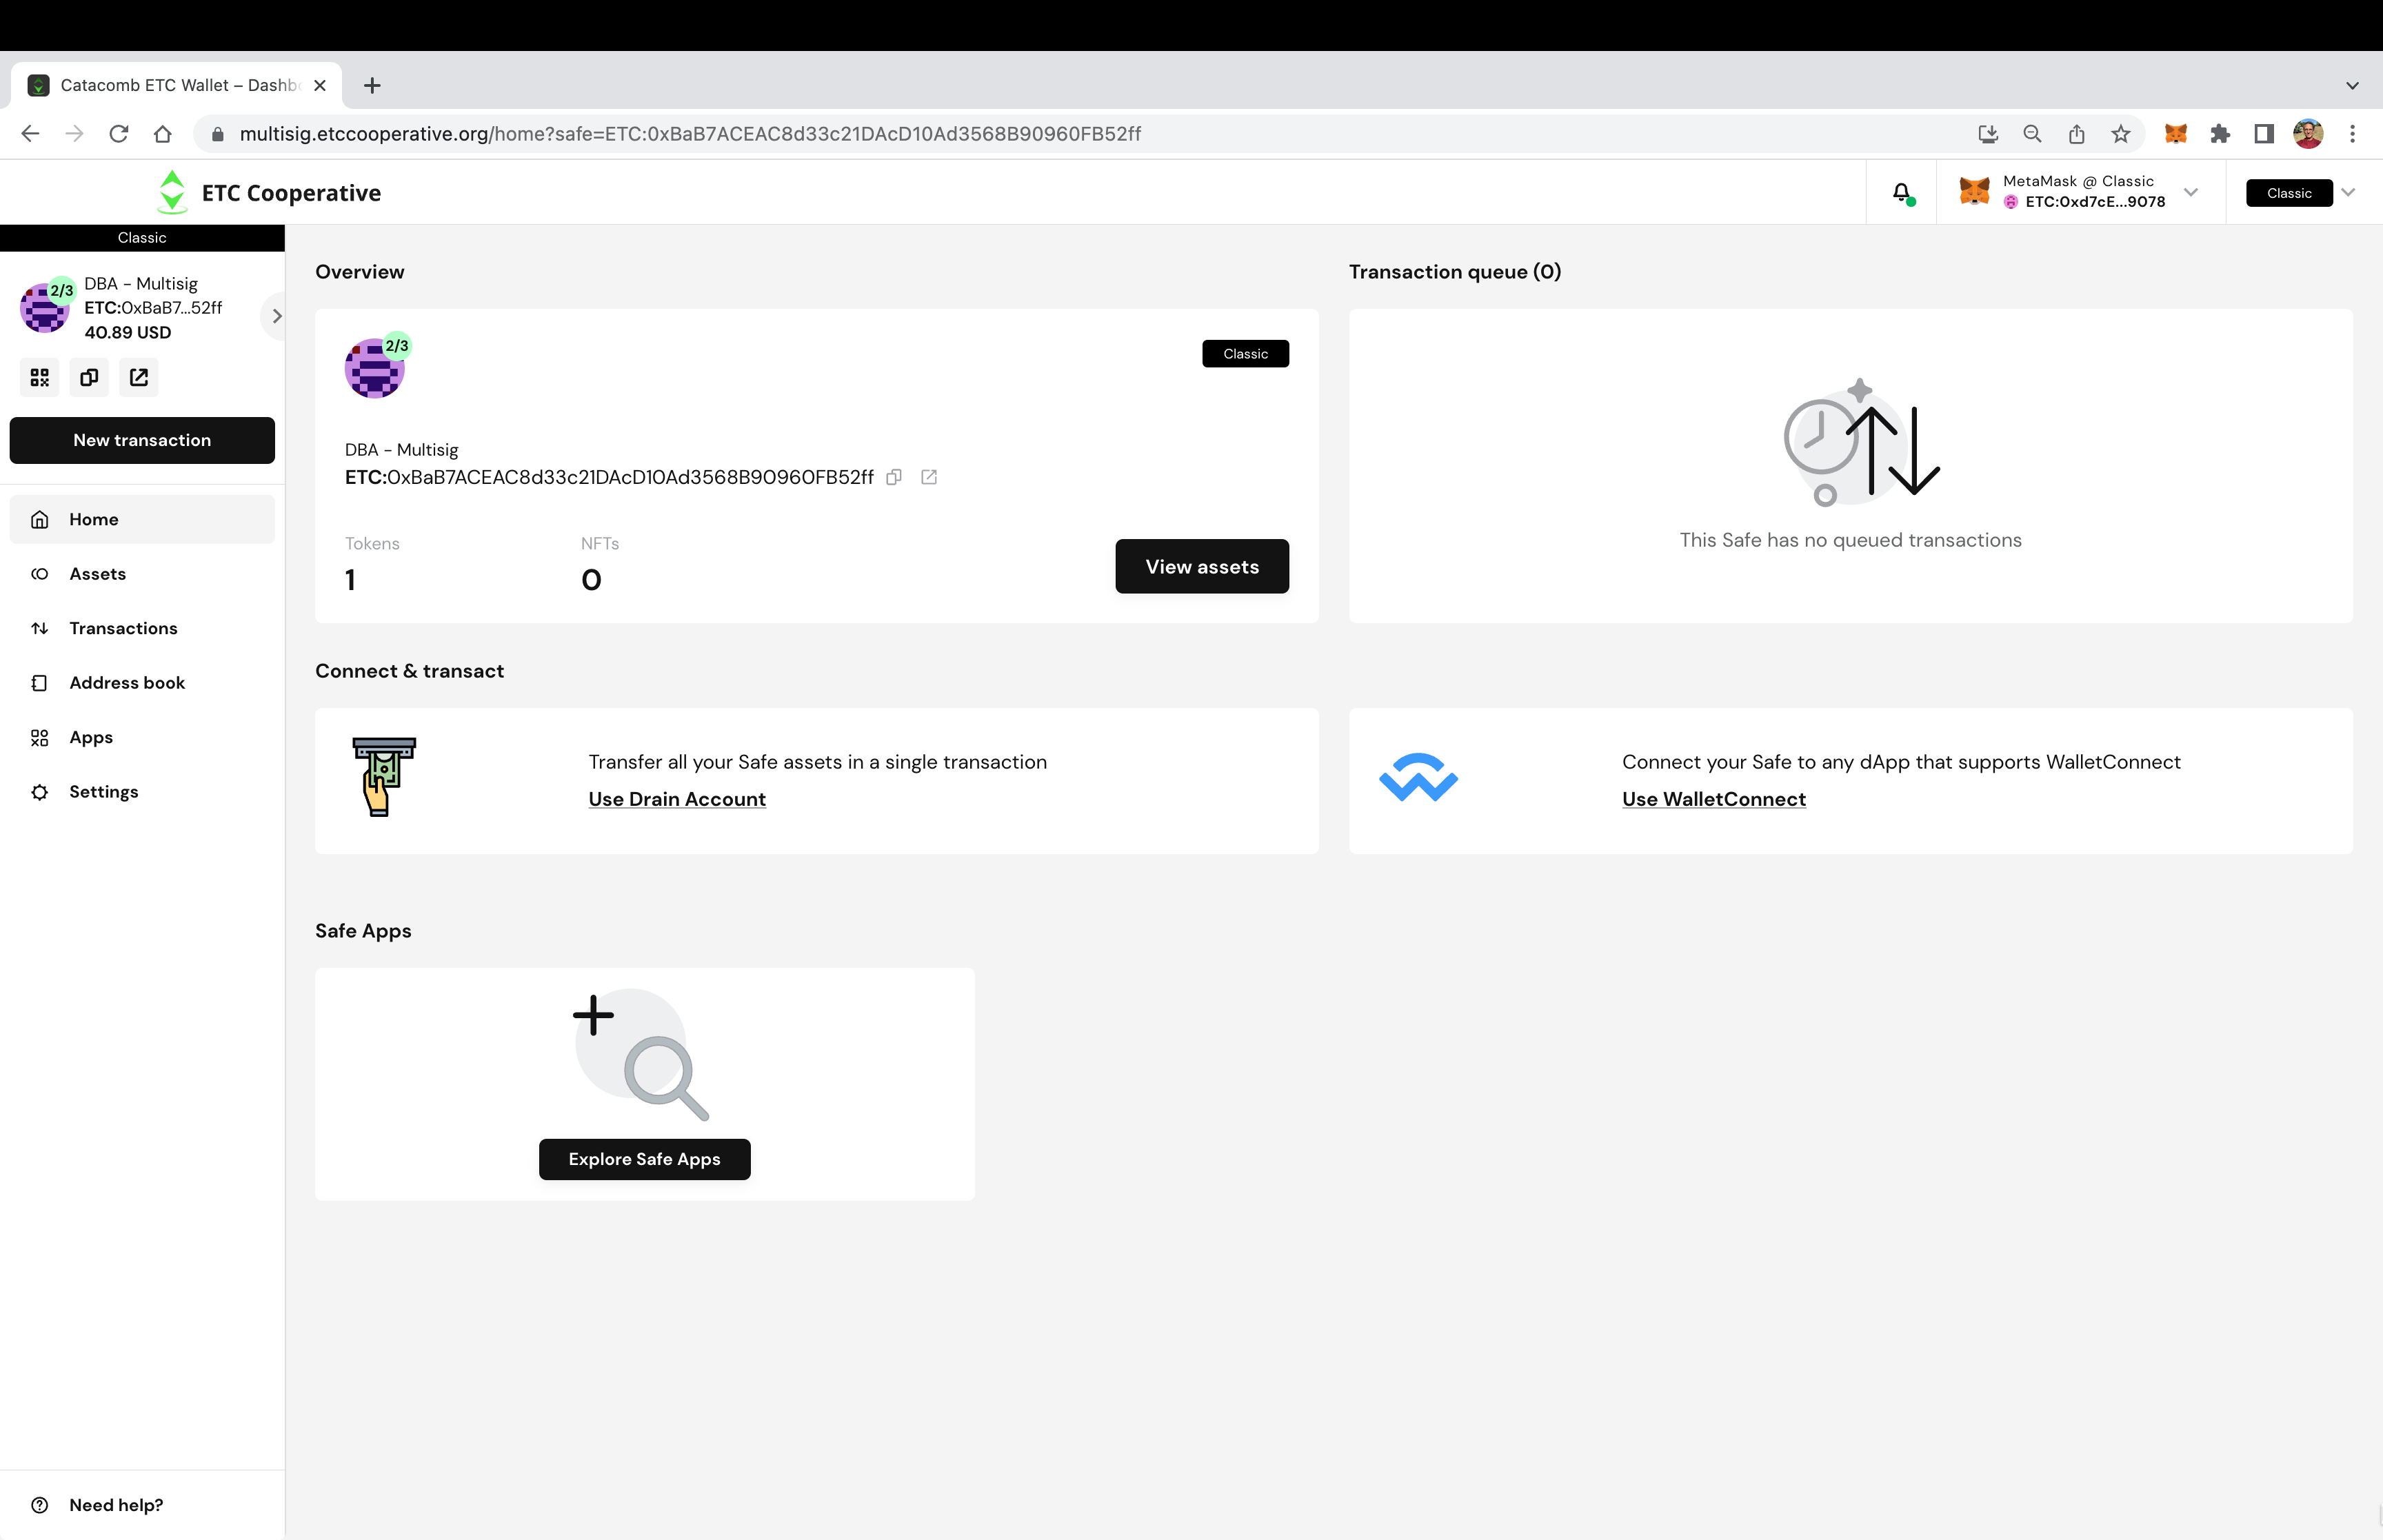 Catacomb ETC Wallet – Dashb
multisig.etccooperative.org/home?safe=ETC:0xBaB7ACEAC8d33c21DAcD10Ad3568B90960FB52ff
ETC Cooperative
MetaMask @ Classic
ETC:0xd7cE...9078
Classic
Classic
2/3
DBA - Multisig
ETC:0xBaB7...52ff
40.89 USD
New transaction
Home
Assets
Transactions
Address book
Apps
Settings
Need help?
Overview
2/3
Classic
DBA - Multisig
ETC:0xBaB7ACEAC8d33c21DAcD10Ad3568B90960FB52ff
Tokens
1
NFTs
0
View assets
Transaction queue (0)
This Safe has no queued transactions
Connect & transact
Transfer all your Safe assets in a single transaction
Use Drain Account
Connect your Safe to any dApp that supports WalletConnect
Use WalletConnect
Safe Apps
Explore Safe Apps